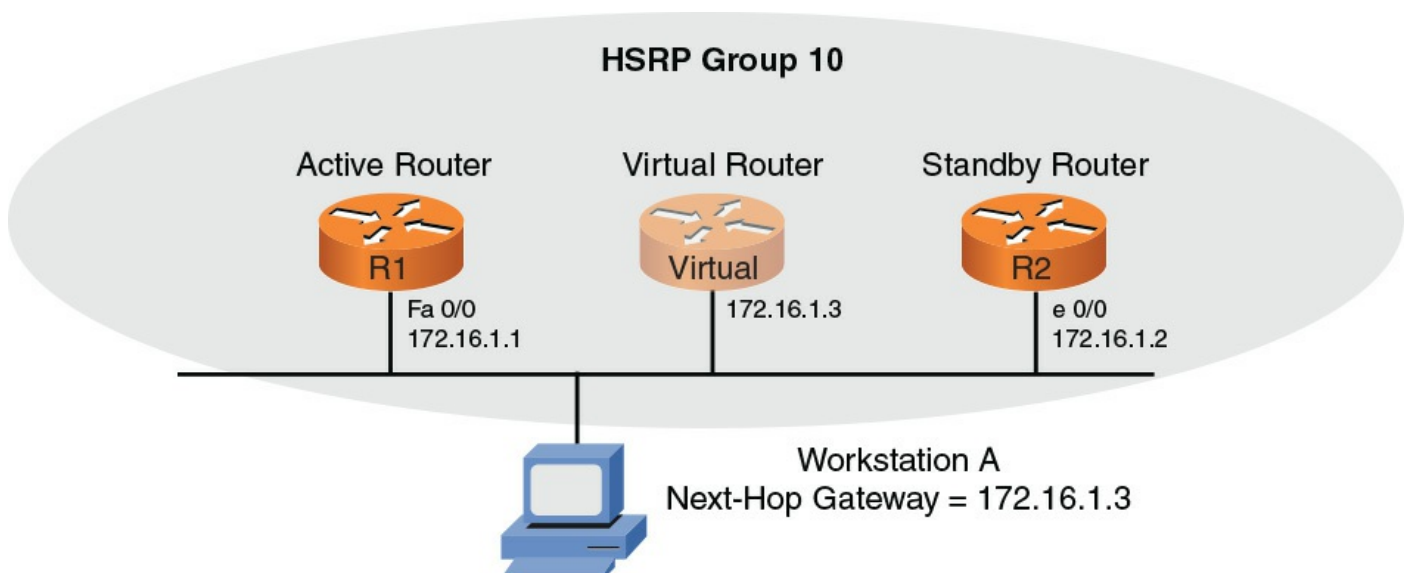 HSRP Group 10
Active Router
Virtual Router
Standby Router
R1
Virtual
R2
Fa 0/0
172.16.1.1
172.16.1.3
e 0/0
172.16.1.2
Workstation A
Next-Hop Gateway = 172.16.1.3